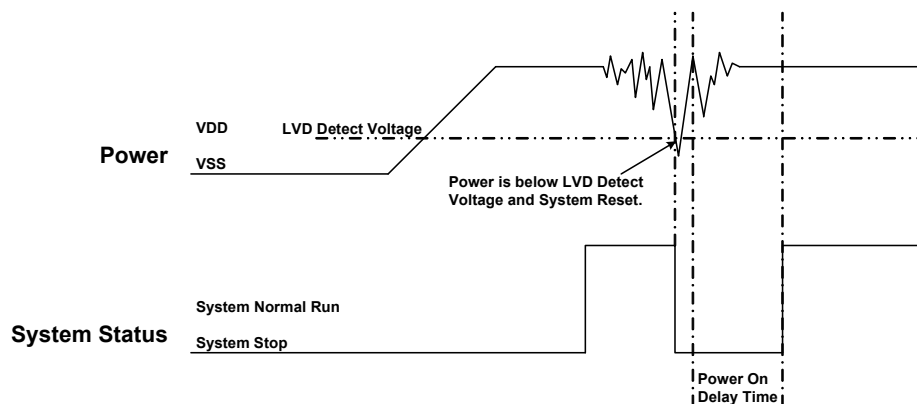 VDD
LVD Detect Voltage
Power
VSS
Power is below LVD Detect
Voltage and System Reset.
System Normal Run
System Status
System Stop
Power On
Delay Time